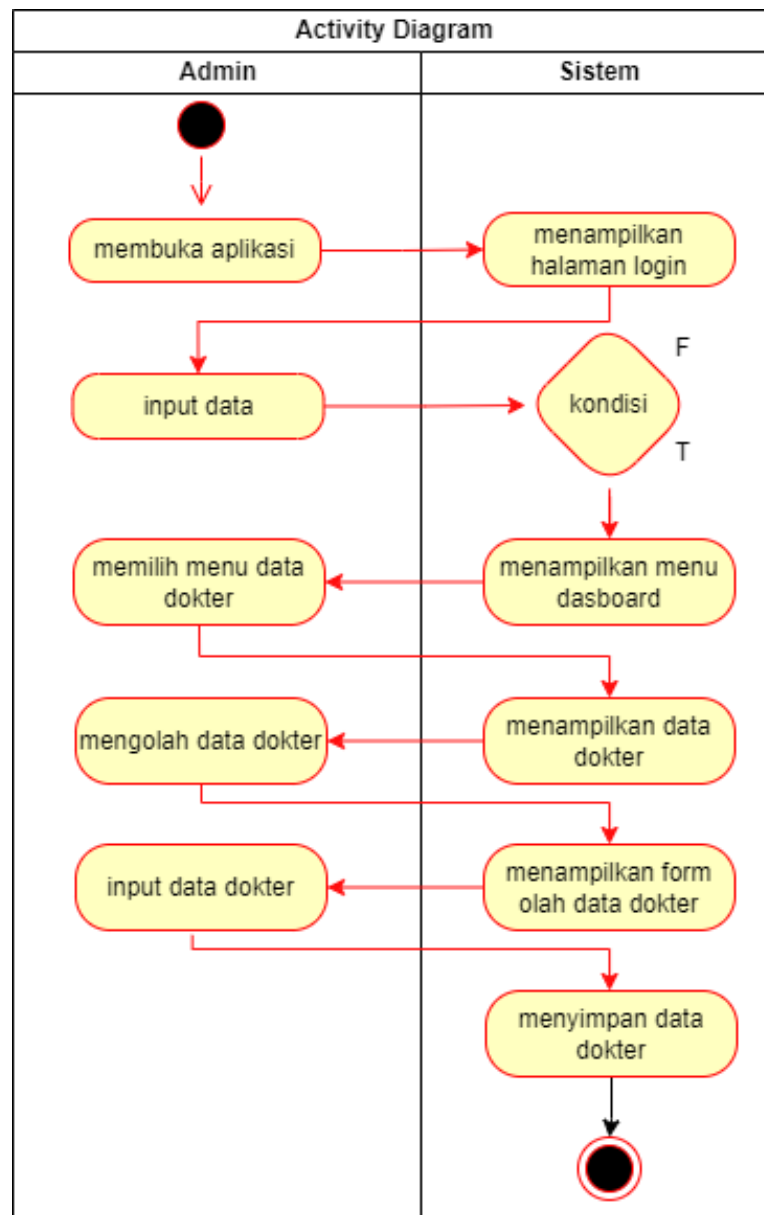 Activity Diagram
Admin
Sistem
membuka aplikasi
menampilkan
halaman login
input data
kondisi
F
T
menampilkan menu
dasboard
memilih menu data
dokter
menampilkan data
dokter
mengolah data dokter
menampilkan form
olah data dokter
input data dokter
menyimpan data
dokter